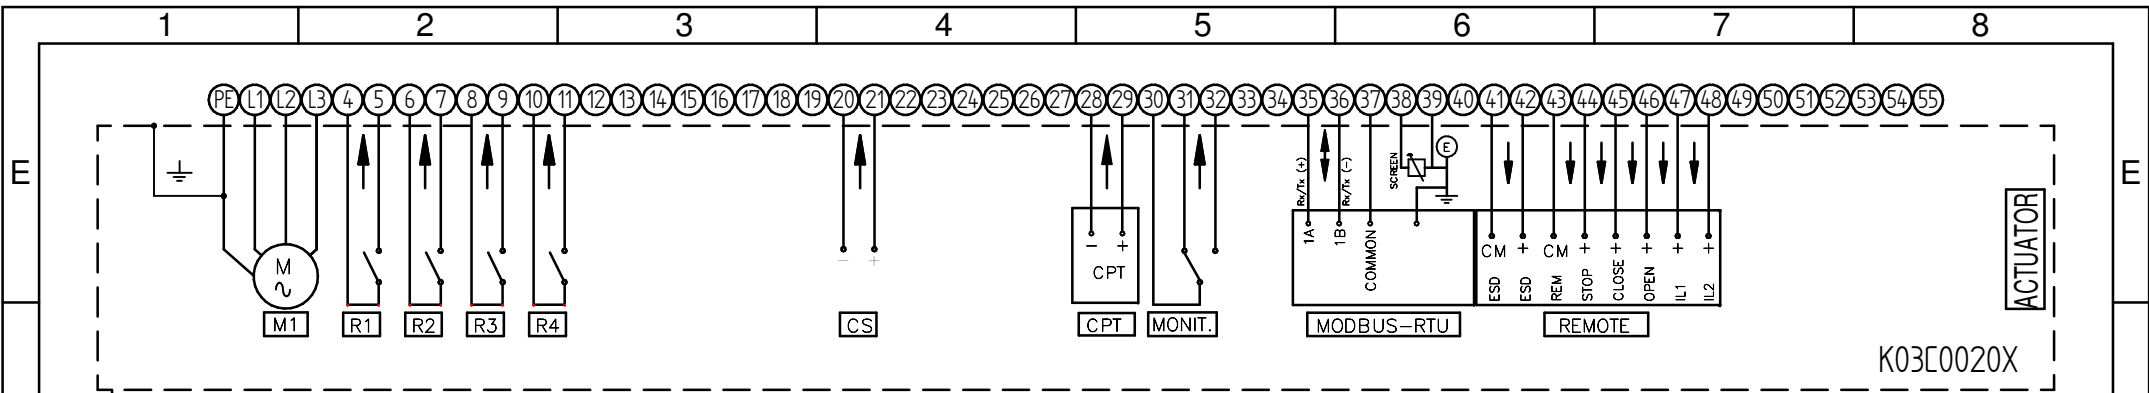 1 2 3 4 5 6 7 8
PE L1 L2 L3 4 5 6 7 8 9 10 11 12 13 14 15 16 17 18 19 20 21 22 23 24 25 26 27 28 29 30 31 32 33 34 35 36 37 38 39 40 41 42 43 44 45 46 47 48 49 50 51 52 53 54 55
E E
Rx/Tx (+)
Rx/Tx (-)
SCREEN
E
1A
1B
COMMON
- +
- +
CPT
CM + CM + + + + +
ESD
ESD
REM
STOP
CLOSE
OPEN
IL1
IL2
M
∿
ACTUATOR
M1 R1 R2 R3 R4 CS CPT MONIT. MODBUS-RTU REMOTE
K03C0020X